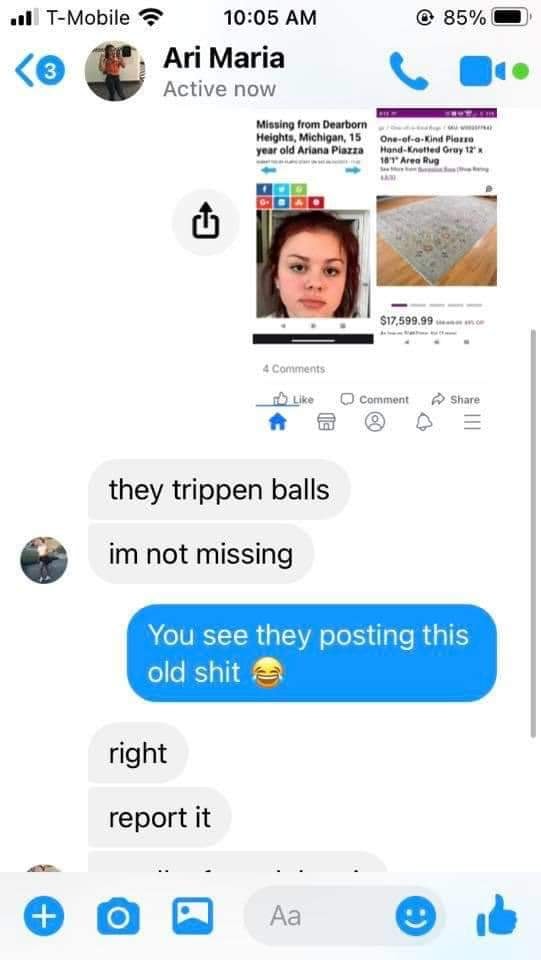 T-Mobile 10:05 AM 85%
3 Ari Maria
Active now
Missing from Dearborn
Heights, Michigan, 15
year old Ariana Piazza
One-of-a-Kind Piazza
Hand-Knotted Gray 12' x
18'1" Area Rug
$17,599.99
4 Comments
Like Comment Share
they trippen balls
im not missing
You see they posting this
old shit 😂
right
report it
Aa